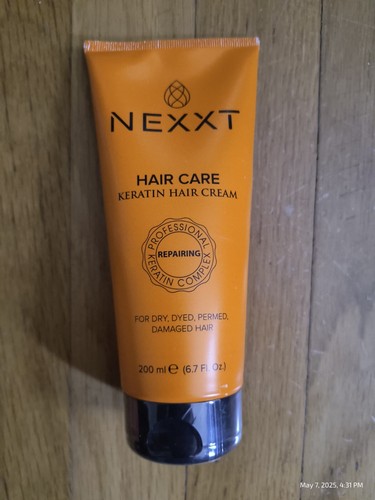 NEXXT
HAIR CARE
KERATIN HAIR CREAM
PROFESSIONAL
REPAIRING
KERATIN COMPLEX
FOR DRY, DYED, PERMED,
DAMAGED HAIR
200 ml ℮ (6.7 Fl. Oz.)
May 7, 2025, 4:31 PM